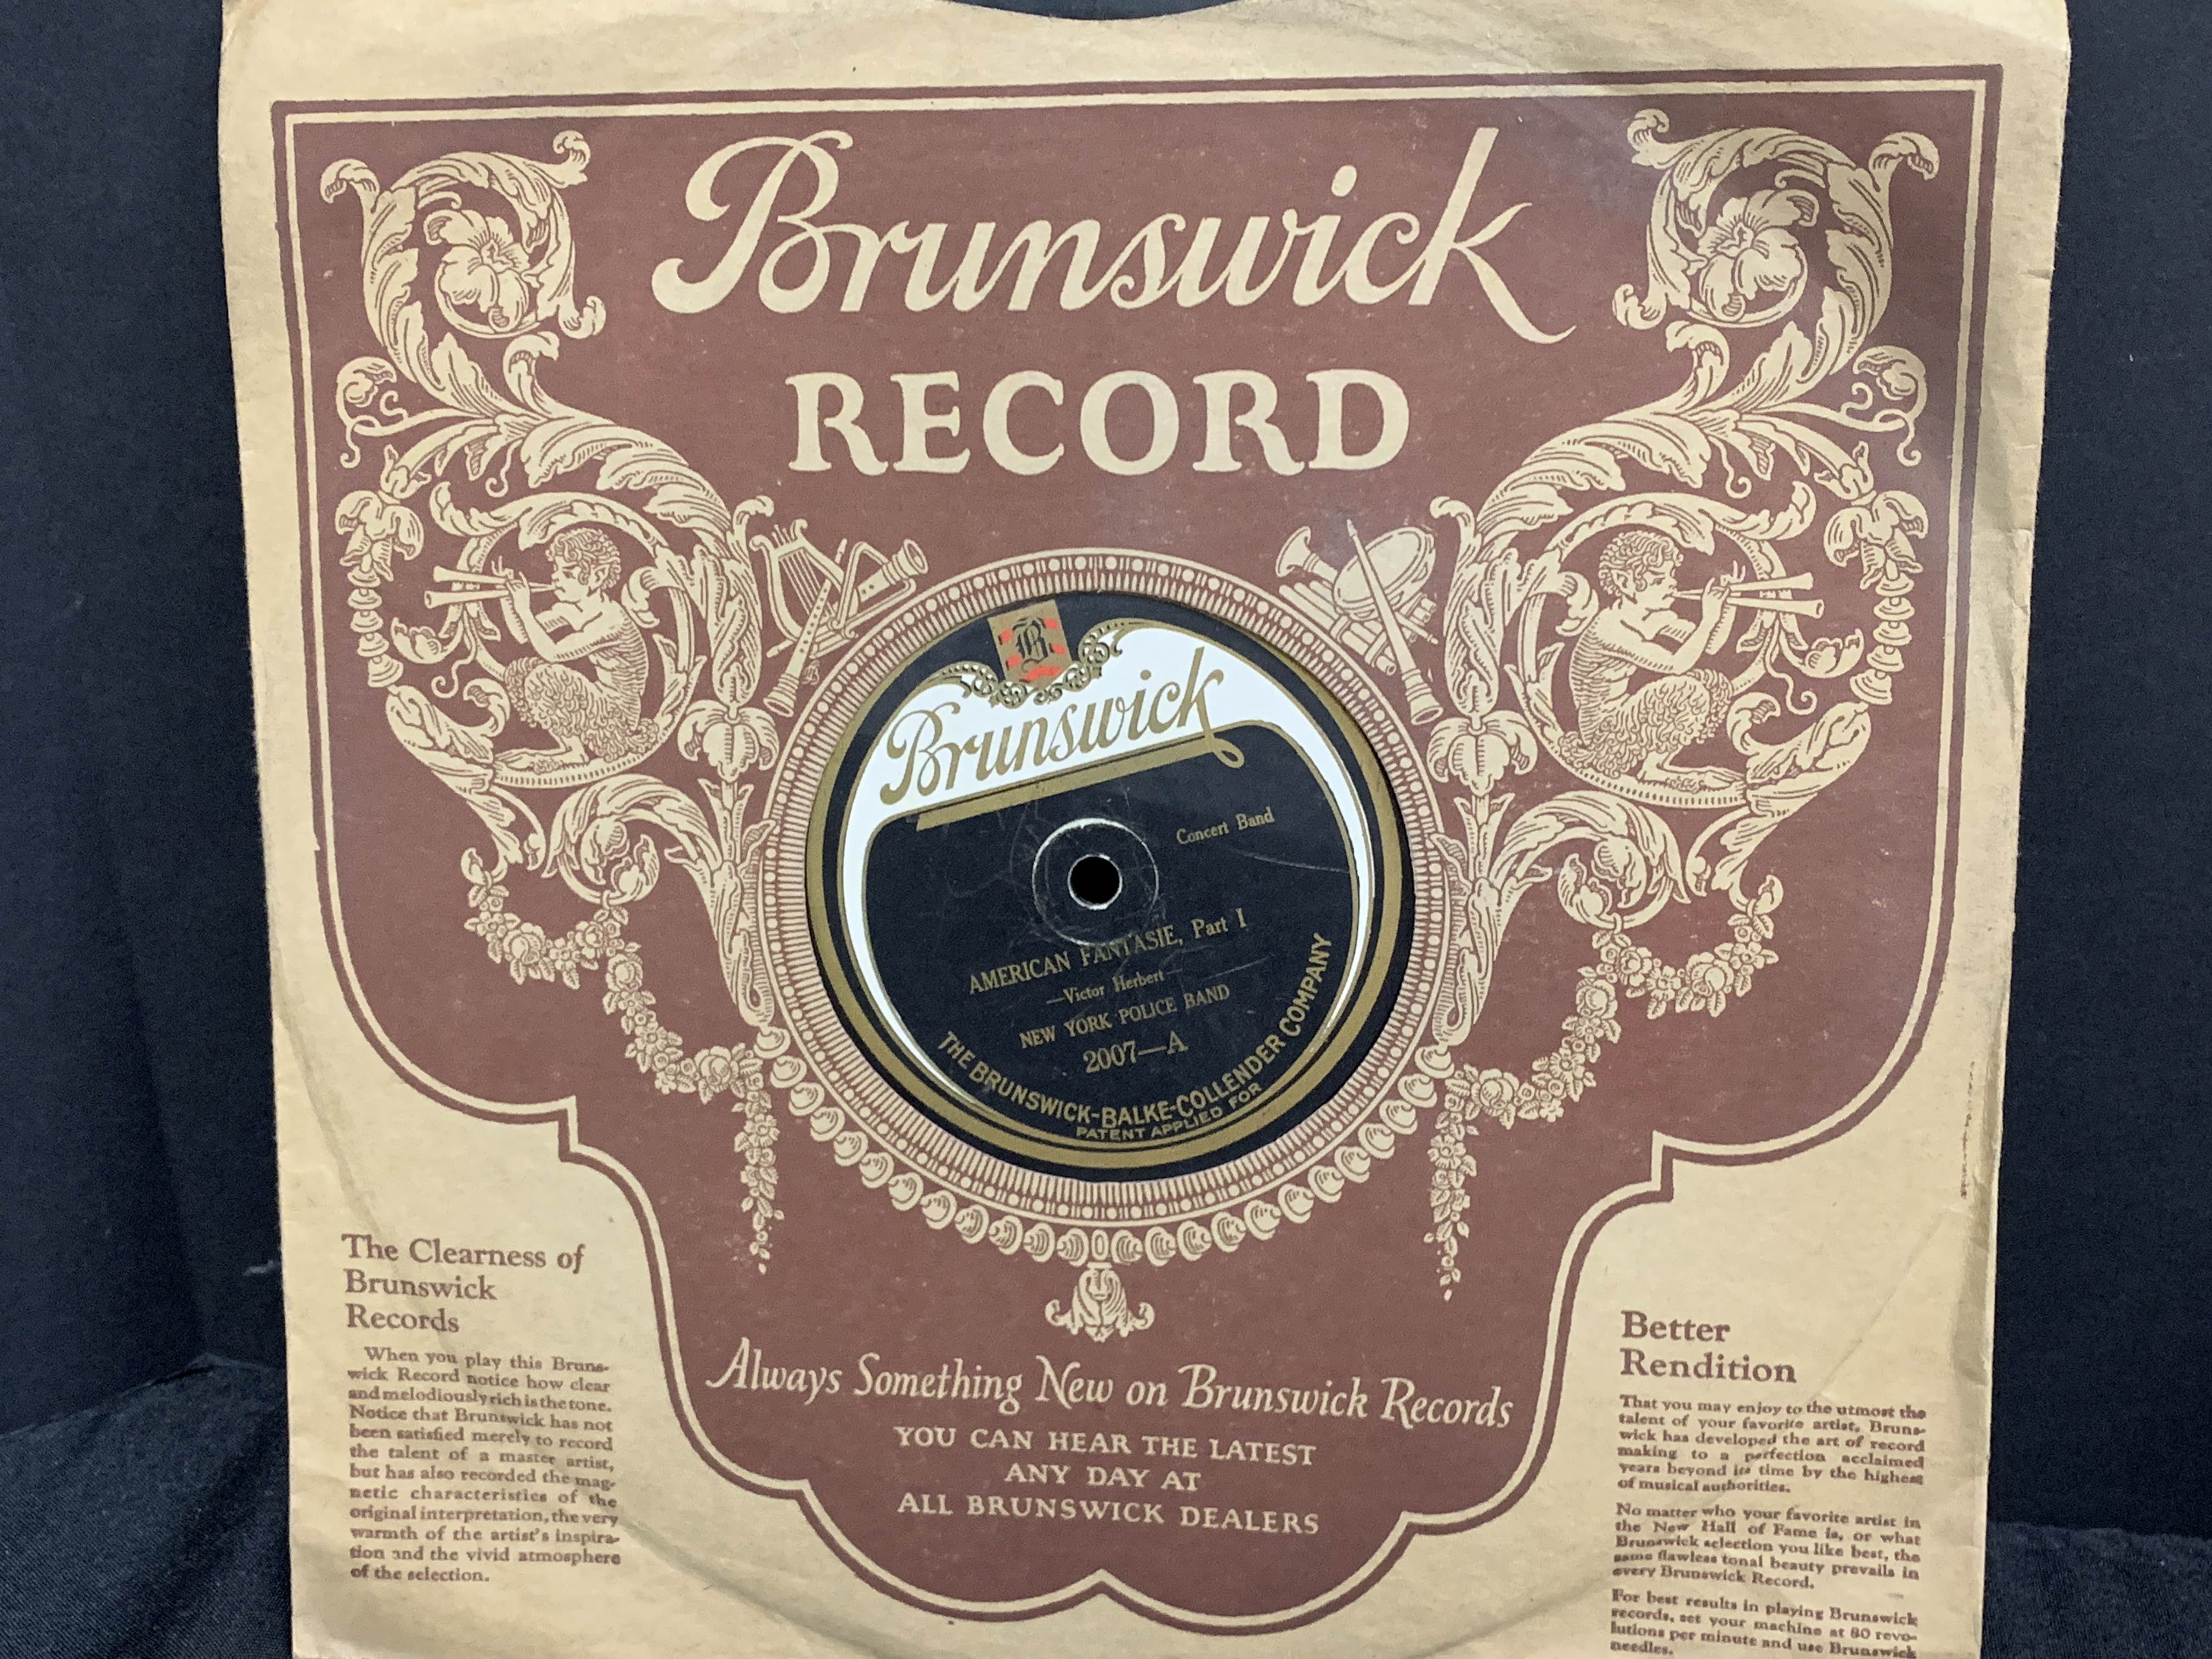 Brunswick
RECORD
B
Brunswick
Concert Band
AMERICAN FANTASIE, Part I
—Victor Herbert—
NEW YORK POLICE BAND
2007—A
THE BRUNSWICK-BALKE-COLLENDER COMPANY
PATENT APPLIED FOR
The Clearness of
Brunswick
Records
When you play this Bruns-
wick Record notice how clear
and melodiously rich is the tone.
Notice that Brunswick has not
been satisfied merely to record
the talent of a master artist,
but has also recorded the mag-
netic characteristics of the
original interpretation, the very
warmth of the artist's inspira-
tion and the vivid atmosphere
of the selection.
Always Something New on Brunswick Records
YOU CAN HEAR THE LATEST
ANY DAY AT
ALL BRUNSWICK DEALERS
Better
Rendition
That you may enjoy to the utmost the
talent of your favorite artist, Bruns-
wick has developed the art of record
making to a perfection acclaimed
years beyond its time by the highest
of musical authorities.
No matter who your favorite artist in
the New Hall of Fame is, or what
Brunswick selection you like best, the
same flawless tonal beauty prevails in
every Brunswick Record.
For best results in playing Brunswick
records, set your machine at 80 revo-
lutions per minute and use Brunswick
needles.